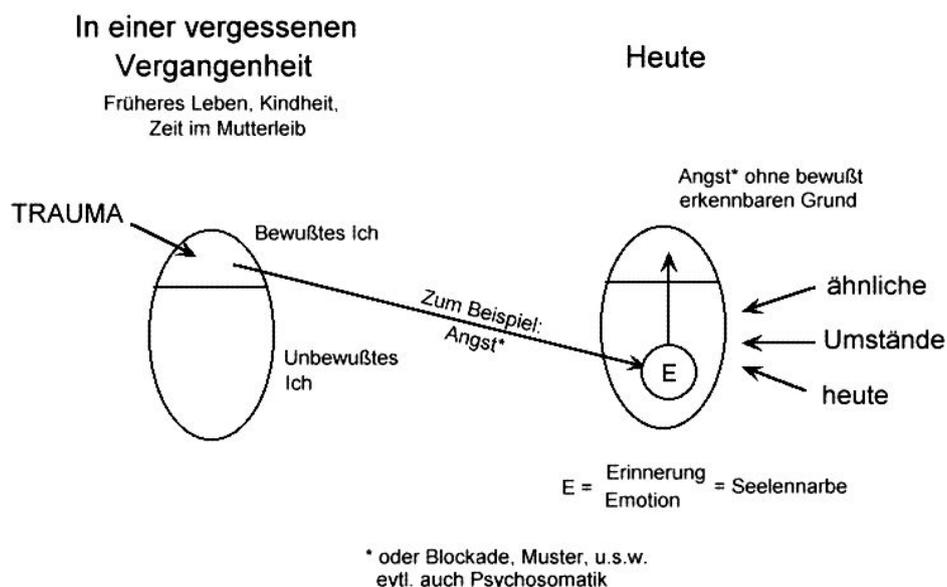 In einer vergessenen
Vergangenheit
Früheres Leben, Kindheit,
Zeit im Mutterleib
Heute
TRAUMA
Bewußtes Ich
Unbewußtes
Ich
Zum Beispiel:
Angst*
Angst* ohne bewußt
erkennbaren Grund
E
ähnliche
Umstände
heute
E = Erinnerung
Emotion = Seelennarbe
* oder Blockade, Muster, u.s.w.
evtl. auch Psychosomatik